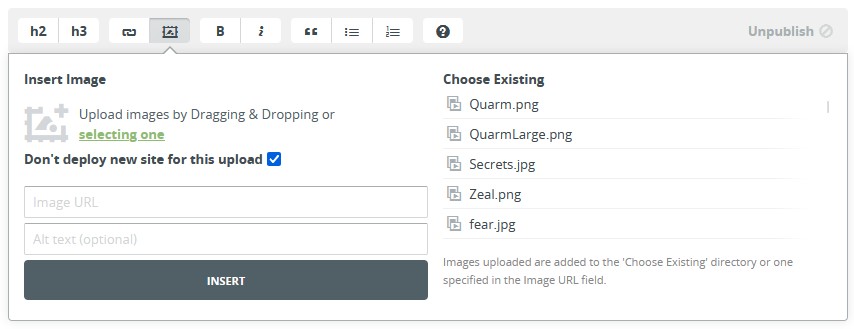 h2 h3 B i Unpublish
Insert Image
Upload images by Dragging & Dropping or
selecting one
Don't deploy new site for this upload
Image URL
Alt text (optional)
INSERT
Choose Existing
Quarm.png
QuarmLarge.png
Secrets.jpg
Zeal.png
fear.jpg
Images uploaded are added to the 'Choose Existing' directory or one
specified in the Image URL field.